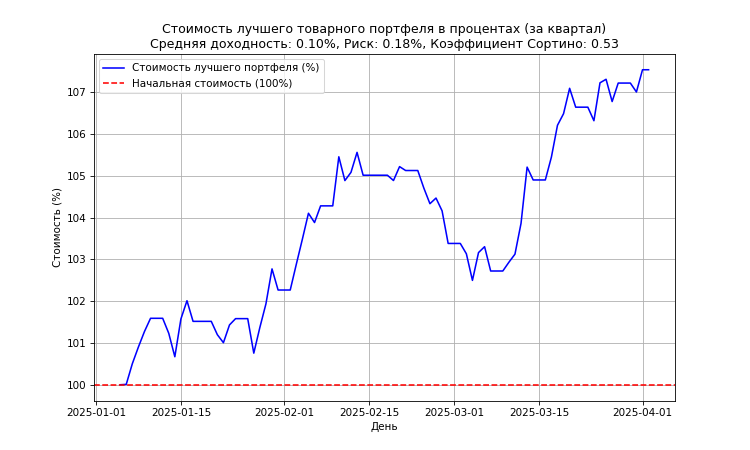 Стоимость лучшего товарного портфеля в процентах (за квартал)
Средняя доходность: 0.10%, Риск: 0.18%, Коэффициент Сортино: 0.53
Стоимость лучшего портфеля (%)
Начальная стоимость (100%)
Стоимость (%)
107
106
105
104
103
102
101
100
2025-01-01
2025-01-15
2025-02-01
2025-02-15
2025-03-01
2025-03-15
2025-04-01
День